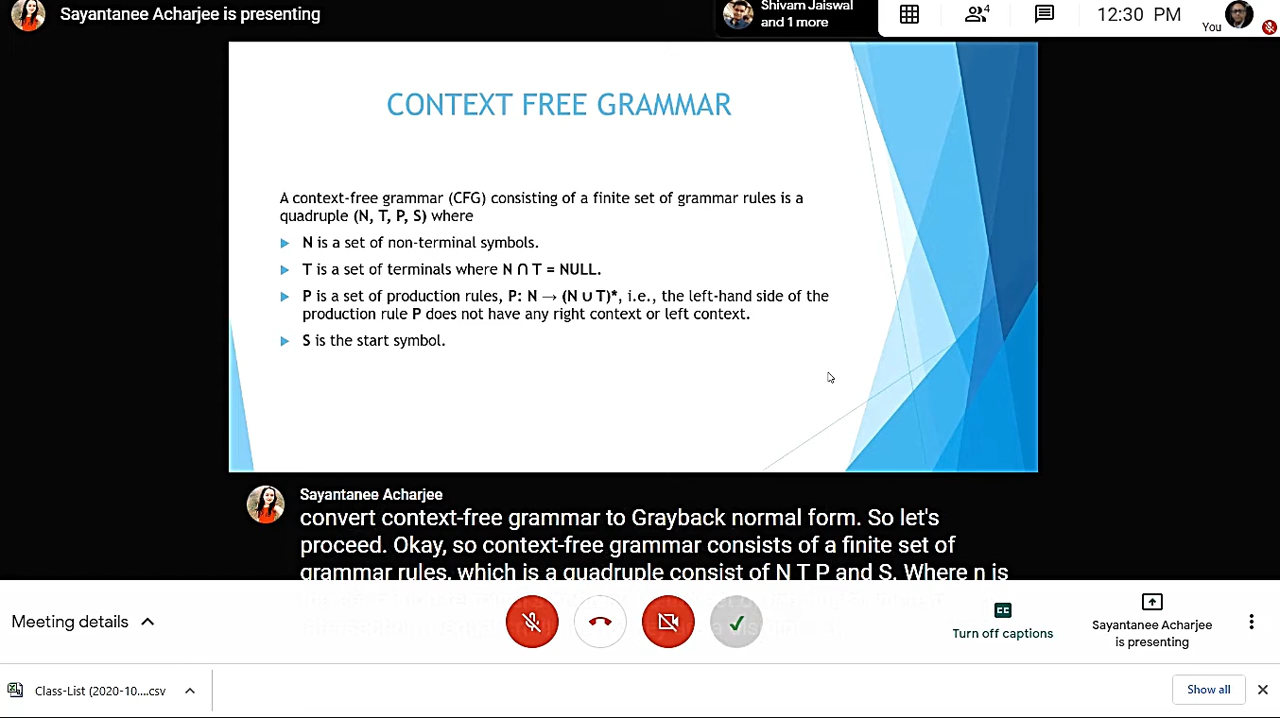 Sayantanee Acharjee is presenting
Shivam Jaiswal
and 1 more
4
12:30 PM
You
CONTEXT FREE GRAMMAR
A context-free grammar (CFG) consisting of a finite set of grammar rules is a
quadruple (N, T, P, S) where
N is a set of non-terminal symbols.
T is a set of terminals where N ∩ T = NULL.
P is a set of production rules, P: N → (N ∪ T)*, i.e., the left-hand side of the
production rule P does not have any right context or left context.
S is the start symbol.
Sayantanee Acharjee
convert context-free grammar to Grayback normal form. So let's
proceed. Okay, so context-free grammar consists of a finite set of
grammar rules, which is a quadruple consist of N T P and S. Where n is
Meeting details
CC
Turn off captions
Sayantanee Acharjee
is presenting
Class-List (2020-10....csv
Show all